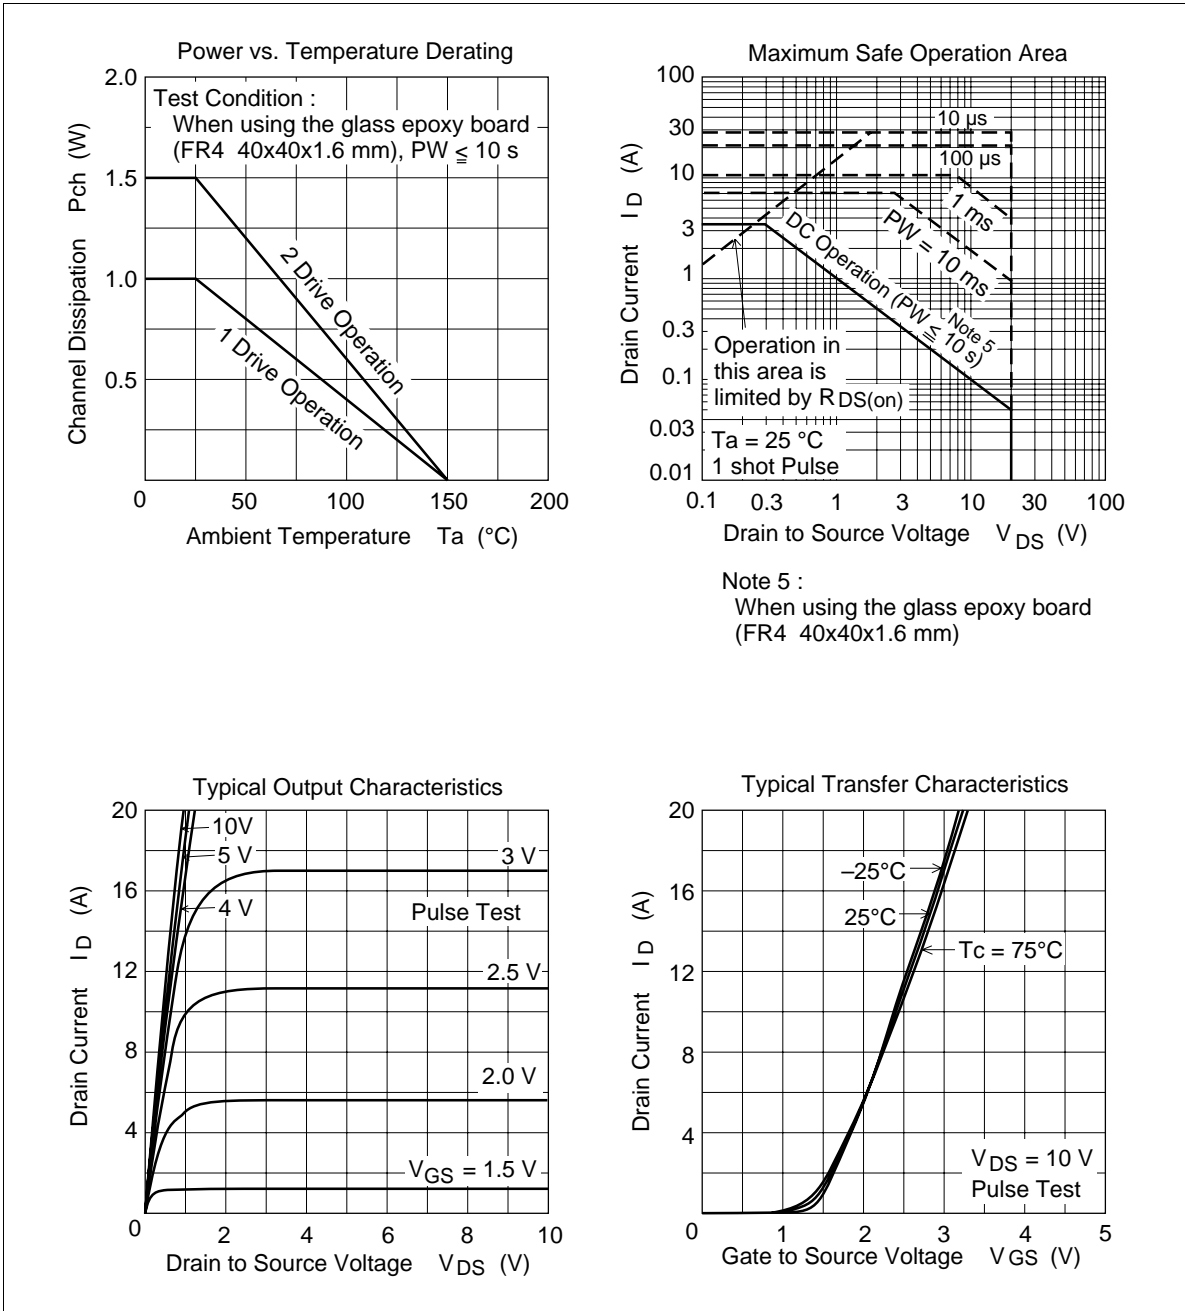 Power vs. Temperature Derating
2.0
Test Condition :
When using the glass epoxy board
(FR4 40x40x1.6 mm), PW ≦ 10 s
1.5
1.0
0.5
2 Drive Operation
1 Drive Operation
Channel Dissipation Pch (W)
0 50 100 150 200
Ambient Temperature Ta (°C)
Maximum Safe Operation Area
100
30
10
3
1
0.3
0.1
0.03
0.01
Drain Current I D (A)
10 µs
100 µs
1 ms
PW = 10 ms
DC Operation (PW ≦ 10 s)
Note 5
Operation in
this area is
limited by R DS(on)
Ta = 25 °C
1 shot Pulse
0.1 0.3 1 3 10 30 100
Drain to Source Voltage V DS (V)
Note 5 :
When using the glass epoxy board
(FR4 40x40x1.6 mm)
Typical Output Characteristics
20
16
12
8
4
0
Drain Current I D (A)
10V
5 V
4 V
3 V
Pulse Test
2.5 V
2.0 V
V GS = 1.5 V
2 4 6 8 10
Drain to Source Voltage V DS (V)
Typical Transfer Characteristics
20
16
12
8
4
0
Drain Current I D (A)
–25°C
25°C
Tc = 75°C
V DS = 10 V
Pulse Test
1 2 3 4 5
Gate to Source Voltage V GS (V)